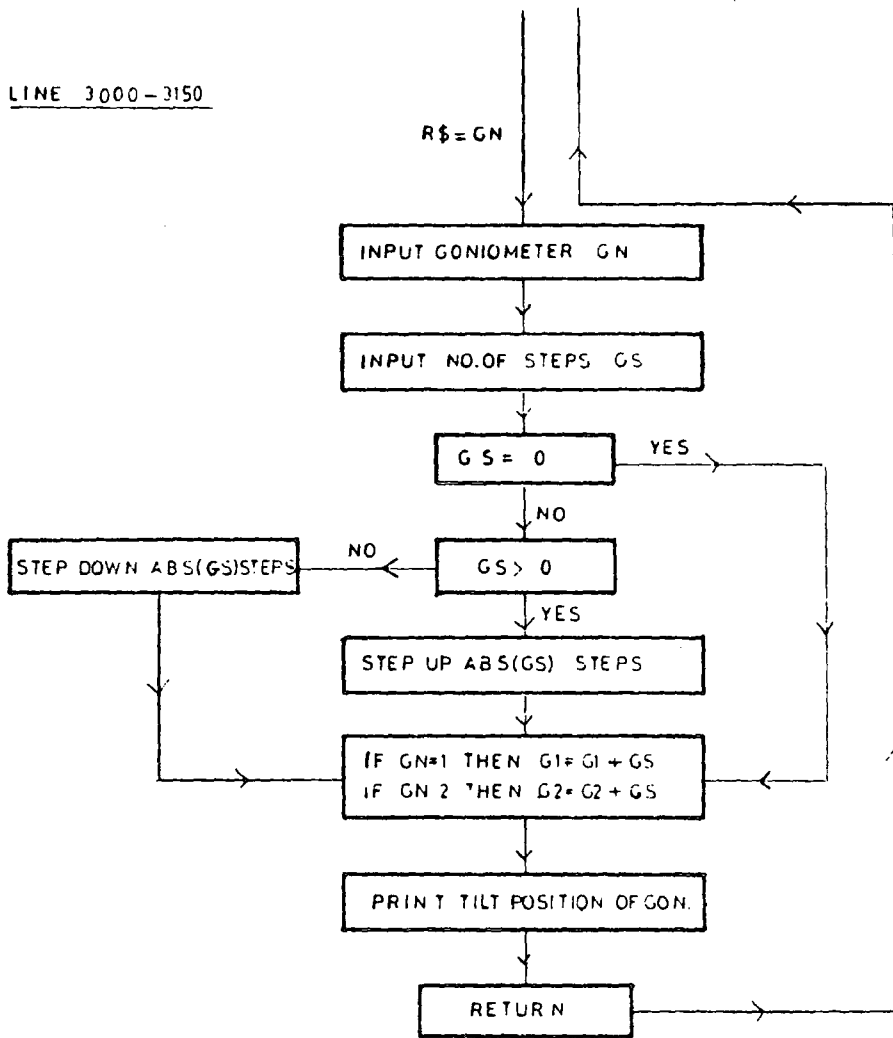 LINE 3000-3150
R$=GN
INPUT GONIOMETER GN
INPUT NO.OF STEPS GS
GS= 0
YES
NO
STEP DOWN ABS(GS)STEPS
NO
GS> 0
YES
STEP UP ABS(GS) STEPS
IF GN=1 THEN G1=G1+GS
IF GN 2 THEN G2=G2+GS
PRINT TILT POSITION OF GON.
RETURN